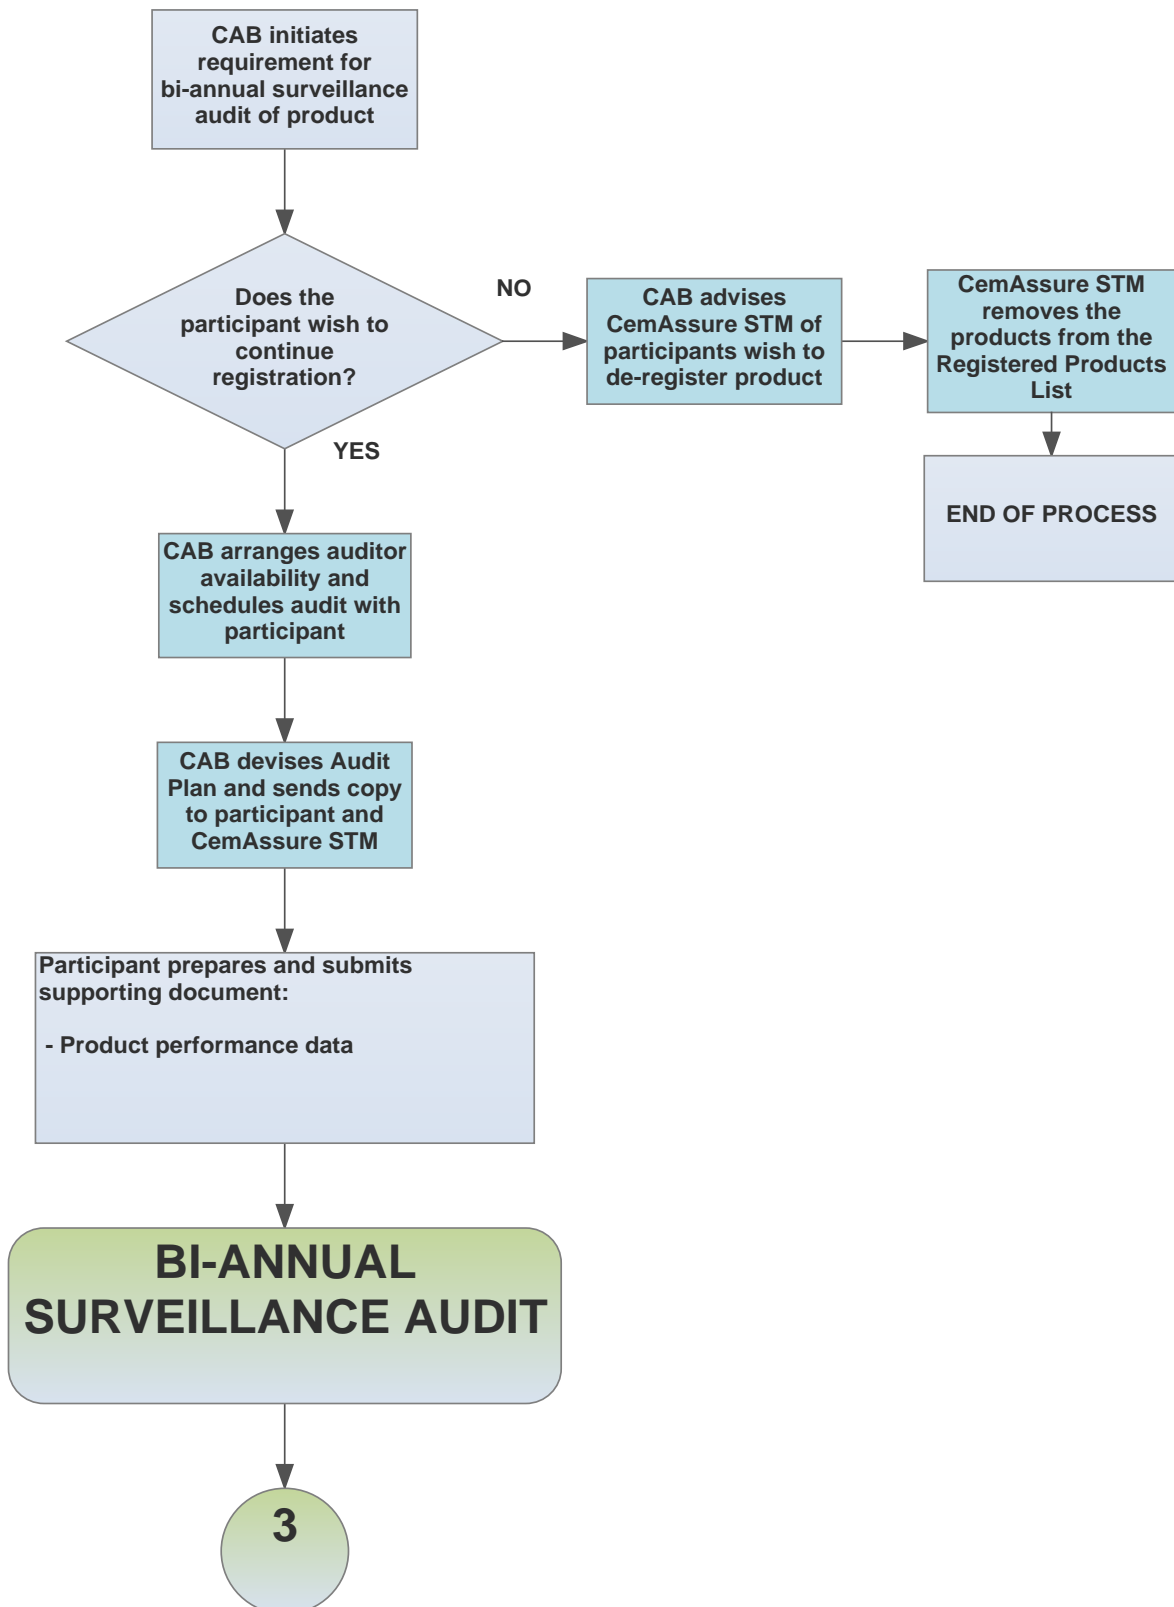 CAB initiates
requirement for
bi-annual surveillance
audit of product
Does the
participant wish to
continue
registration?
NO
CAB advises
CemAssure STM of
participants wish to
de-register product
CemAssure STM
removes the
products from the
Registered Products
List
END OF PROCESS
YES
CAB arranges auditor
availability and
schedules audit with
participant
CAB devises Audit
Plan and sends copy
to participant and
CemAssure STM
Participant prepares and submits
supporting document:
- Product performance data
BI-ANNUAL
SURVEILLANCE AUDIT
3